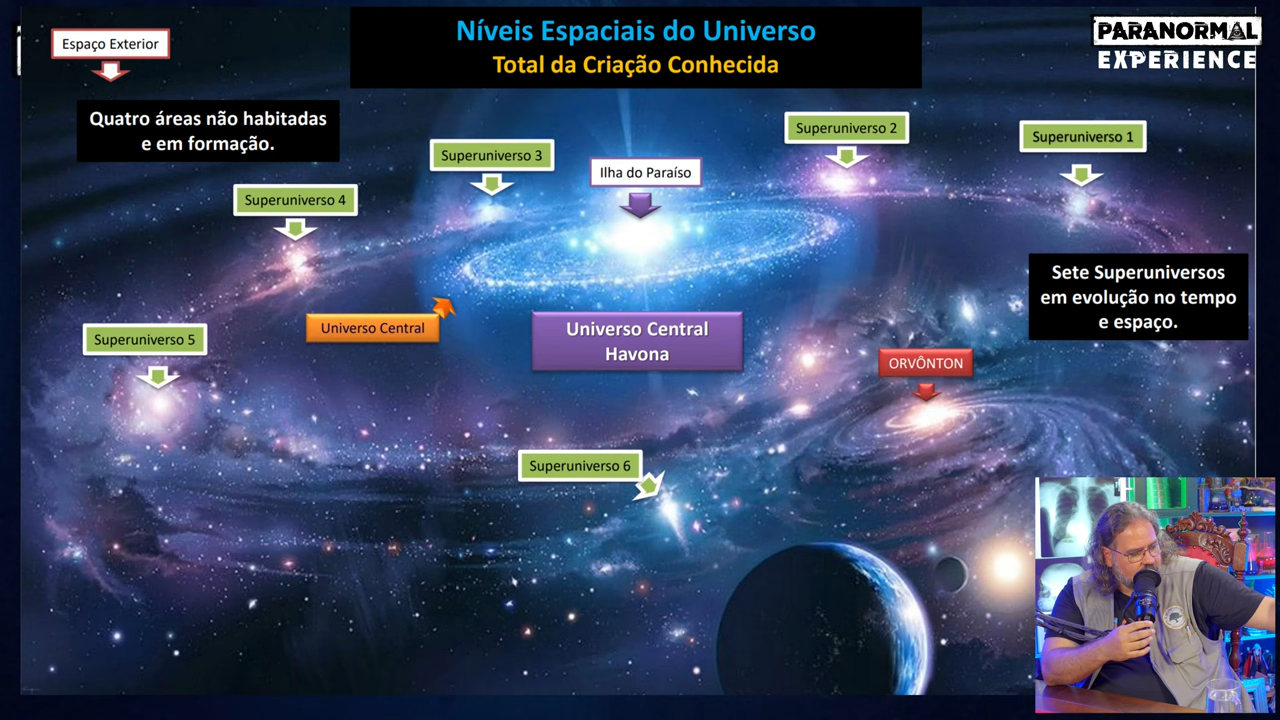 Níveis Espaciais do Universo
Total da Criação Conhecida
PARANORMAL
EXPERIENCE
Espaço Exterior
Quatro áreas não habitadas
e em formação.
Superuniverso 4
Superuniverso 3
Ilha do Paraíso
Superuniverso 2
Superuniverso 1
Sete Superuniversos
em evolução no tempo
e espaço.
Superuniverso 5
Universo Central
Universo Central
Havona
ORVÔNTON
Superuniverso 6